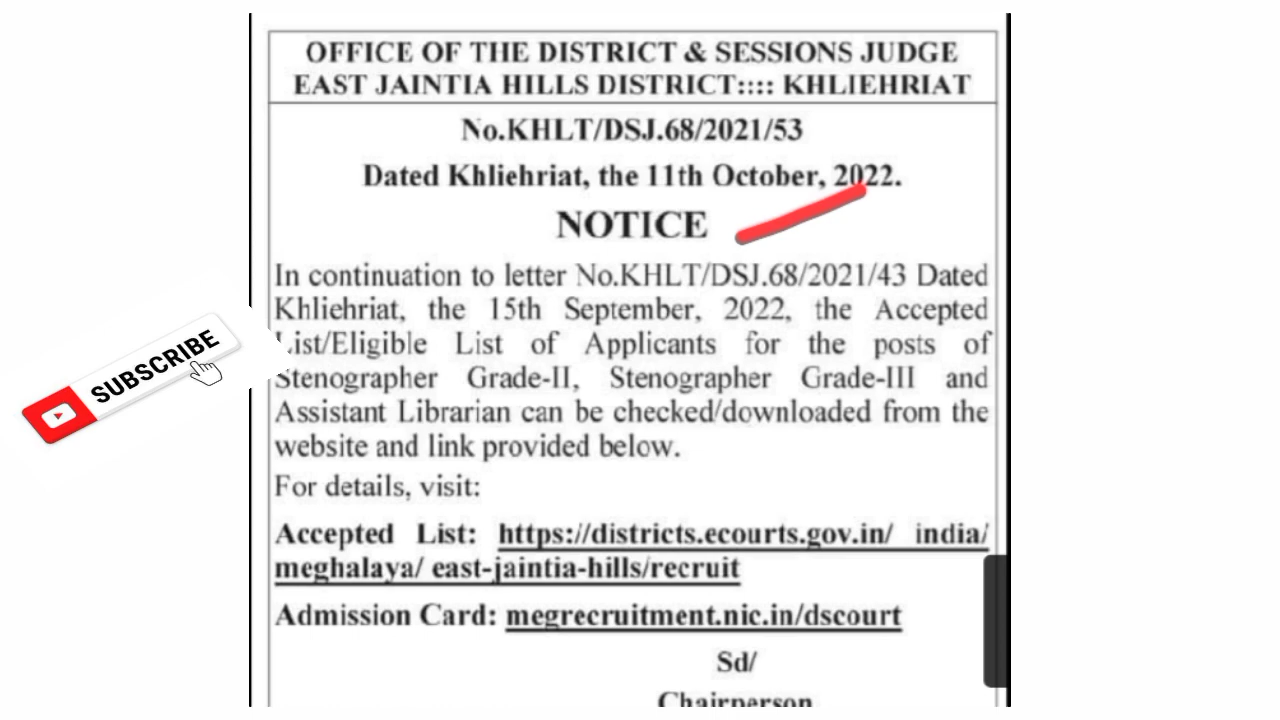 OFFICE OF THE DISTRICT & SESSIONS JUDGE
EAST JAINTIA HILLS DISTRICT:::: KHLIEHRIAT
No.KHLT/DSJ.68/2021/53
Dated Khliehriat, the 11th October, 2022.
NOTICE
In continuation to letter No.KHLT/DSJ.68/2021/43 Dated
Khliehriat, the 15th September, 2022, the Accepted
List/Eligible List of Applicants for the posts of
Stenographer Grade-II, Stenographer Grade-III and
Assistant Librarian can be checked/downloaded from the
website and link provided below.
For details, visit:
Accepted List: https://districts.ecourts.gov.in/ india/
meghalaya/ east-jaintia-hills/recruit
Admission Card: megrecruitment.nic.in/dscourt
Sd/
Chairperson
SUBSCRIBE